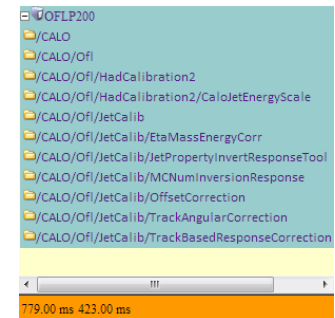 OFLP200
/CALO
/CALO/Ofl
/CALO/Ofl/HadCalibration2
/CALO/Ofl/HadCalibration2/CaloJetEnergyScale
/CALO/Ofl/JetCalib
/CALO/Ofl/JetCalib/EtaMassEnergyCorr
/CALO/Ofl/JetCalib/JetPropertyInvertResponseTool
/CALO/Ofl/JetCalib/MCNumInversionResponse
/CALO/Ofl/JetCalib/OffsetCorrection
/CALO/Ofl/JetCalib/TrackAngularCorrection
/CALO/Ofl/JetCalib/TrackBasedResponseCorrection
779.00 ms 423.00 ms